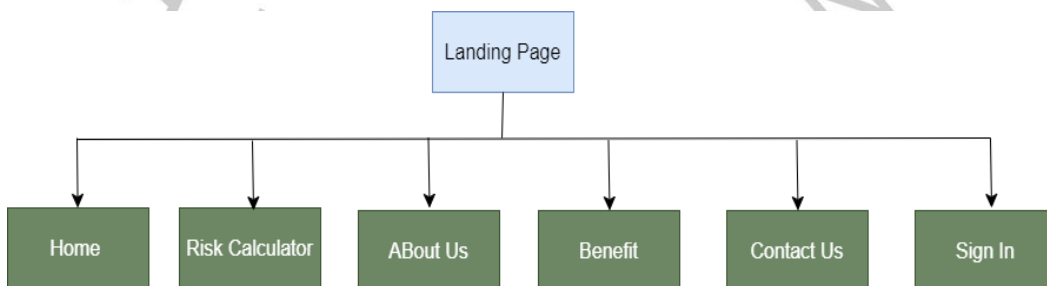 Landing Page
Home
Risk Calculator
ABout Us
Benefit
Contact Us
Sign In